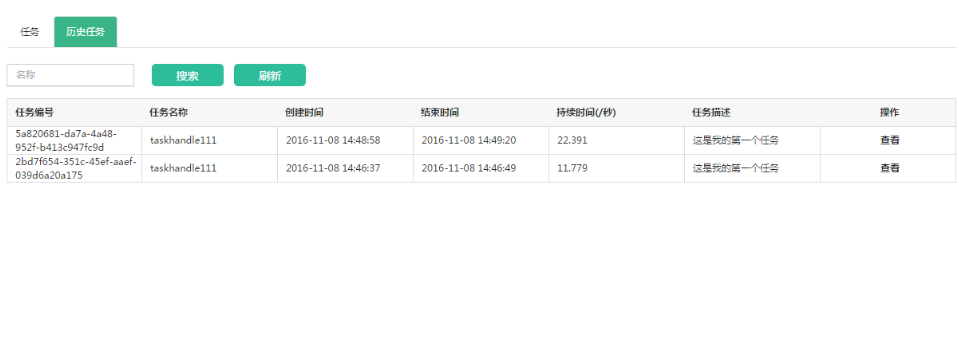 任务 历史任务
名称 搜索 刷新
任务编号 任务名称 创建时间 结束时间 持续时间(/秒) 任务描述 操作
5a820681-da7a-4a48-
952f-b413c947fc9d taskhandle111 2016-11-08 14:48:58 2016-11-08 14:49:20 22.391 这是我的第一个任务 查看
2bd7f654-351c-45ef-aaef-
039d6a20a175 taskhandle111 2016-11-08 14:46:37 2016-11-08 14:46:49 11.779 这是我的第一个任务 查看